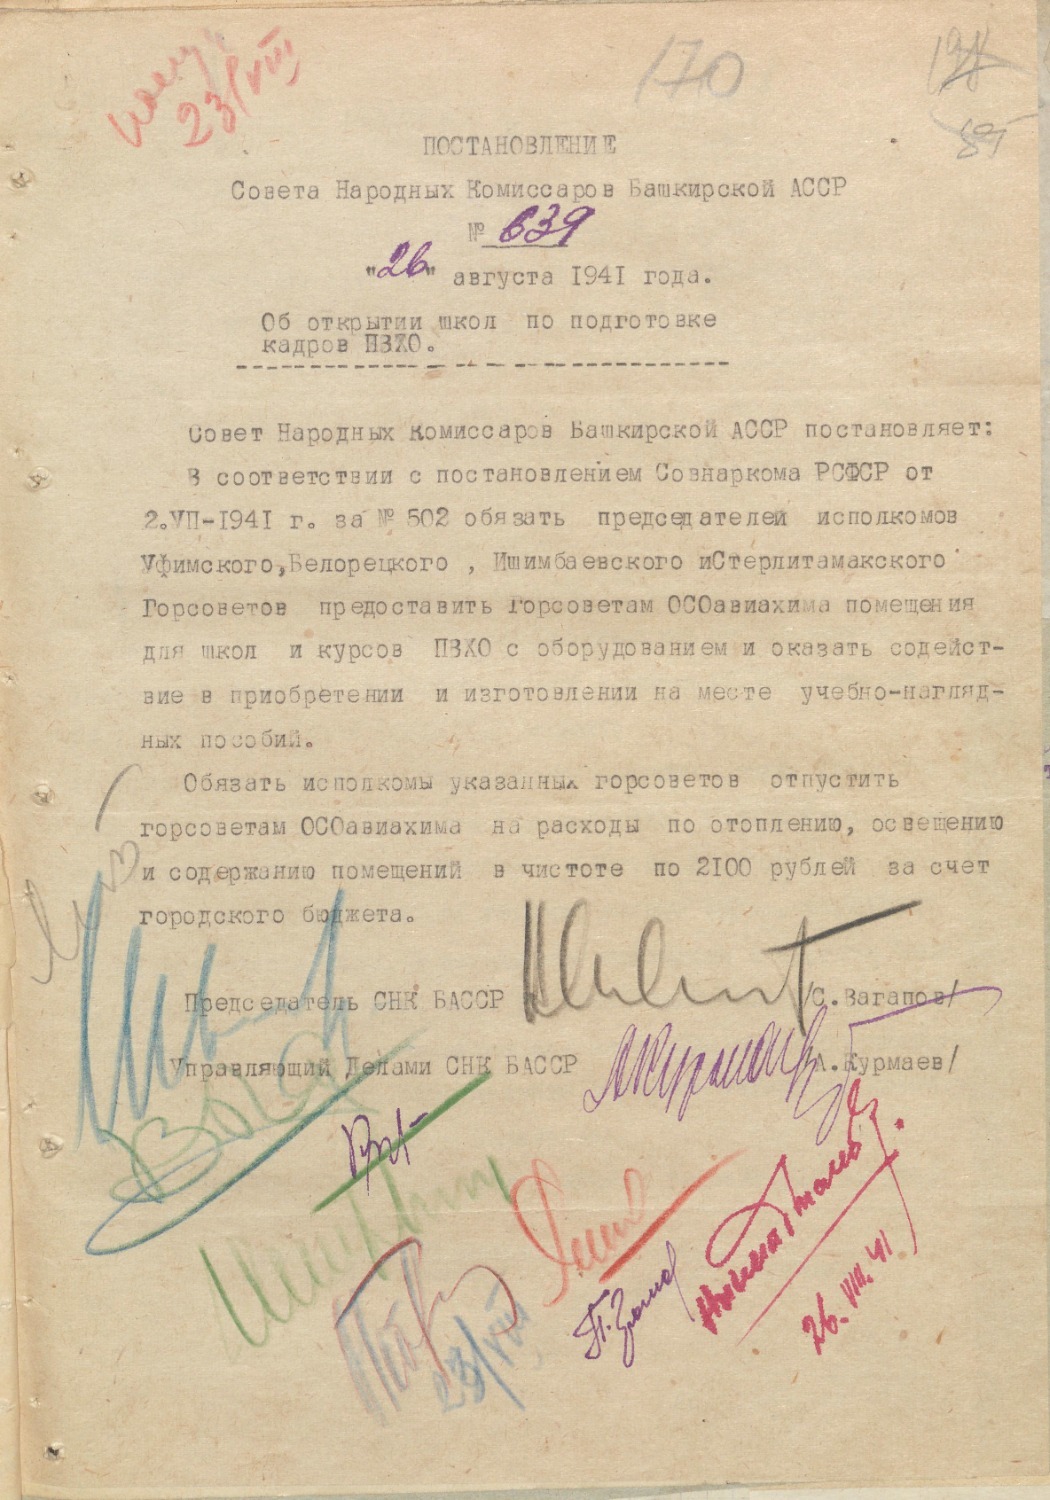 23/VIII
170
ПОСТАНОВЛЕНИЕ
Совета Народных Комиссаров Башкирской АССР
№ 639
"26" августа 1941 года.
Об открытии школ по подготовке
кадров ПВХО.
Совет Народных Комиссаров Башкирской АССР постановляет:
В соответствии с постановлением Совнаркома РСФСР от
2.УП-1941 г. за № 502 обязать председателей исполкомов
Уфимского,Белорецкого , Ишимбаевского иСтерлитамакского
Горсоветов предоставить горсоветам ОСОавиахима помещения
для школ и курсов ПВХО с оборудованием и оказать содейст-
вие в приобретении и изготовлении на месте учебно-нагляд-
ных пособий.
Обязать исполкомы указанных горсоветов отпустить
горсоветам ОСОавиахима на расходы по отоплению, освещению
и содержанию помещений в чистоте по 2100 рублей за счет
городского бюджета.
Председатель СНК БАССР /С.Вагапов/
Управляющий Делами СНК БАССР /А.Курмаев/
23/VIII
26.VIII.41